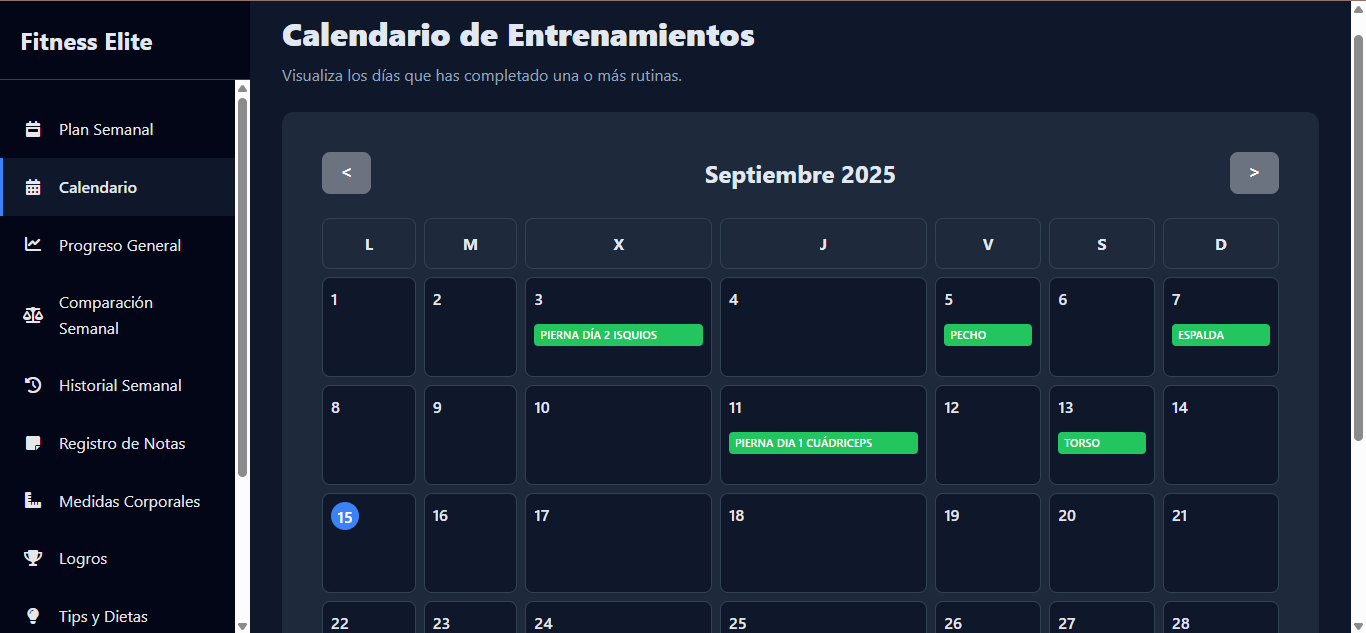 Fitness Elite
Plan Semanal
Calendario
Progreso General
Comparación
Semanal
Historial Semanal
Registro de Notas
Medidas Corporales
Logros
Tips y Dietas
Calendario de Entrenamientos
Visualiza los días que has completado una o más rutinas.
< Septiembre 2025 >
L M X J V S D
1 2 3 4 5 6 7
PIERNA DÍA 2 ISQUIOS PECHO ESPALDA
8 9 10 11 12 13 14
PIERNA DIA 1 CUÁDRICEPS TORSO
15 16 17 18 19 20 21
22 23 24 25 26 27 28